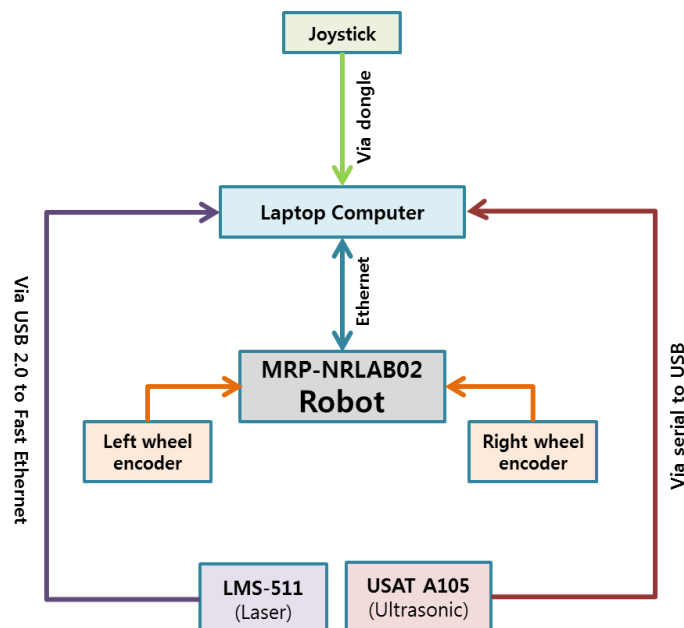 Joystick
Via dongle
Laptop Computer
Ethernet
MRP-NRLAB02
Robot
Left wheel
encoder
Right wheel
encoder
Via USB 2.0 to Fast Ethernet
Via serial to USB
LMS-511
(Laser)
USAT A105
(Ultrasonic)